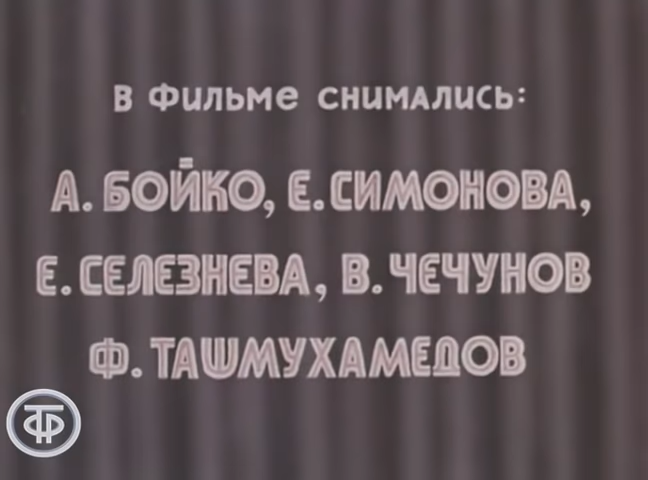 В ФИЛЬМЕ СНИМАЛИСЬ:
А. БОЙКО, Е. СИМОНОВА,
Е. СЕЛЕЗНЕВА, В. ЧЕЧУНОВ
Ф. ТАШМУХАМЕДОВ